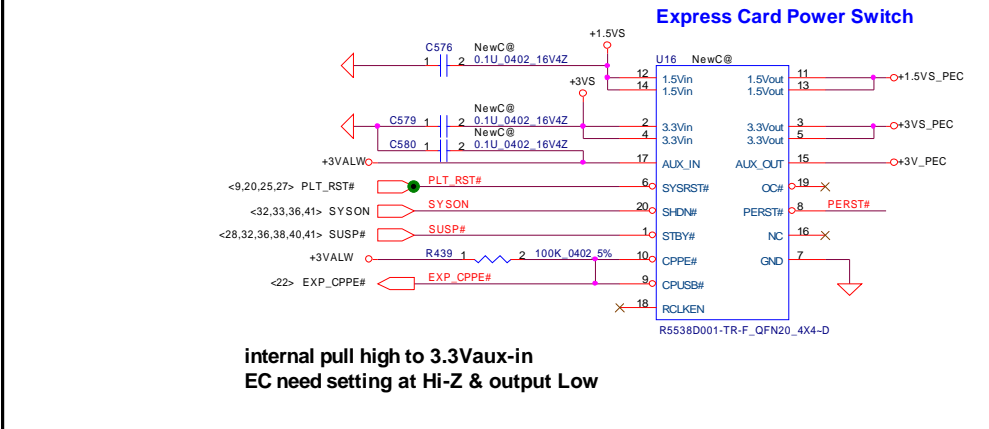 Express Card Power Switch
+1.5VS
C576 NewC@
1 2 0.1U_0402_16V4Z
U16 NewC@
12 1.5Vin 1.5Vout 11 +1.5VS_PEC
14 1.5Vin 1.5Vout 13
+3VS
NewC@
C579 1 2 0.1U_0402_16V4Z
2 3.3Vin 3.3Vout 3 +3VS_PEC
NewC@
4 3.3Vin 3.3Vout 5
C580 1 2 0.1U_0402_16V4Z
+3VALW 17 AUX_IN AUX_OUT 15 +3V_PEC
<9,20,25,27> PLT_RST# PLT_RST# 6 SYSRST# OC# 19
<32,33,36,41> SYSON SYSON 20 SHDN# PERST# 8 PERST#
<28,32,36,38,40,41> SUSP# SUSP# 1 STBY# NC 16
+3VALW R439 1 2 100K_0402_5% 10 CPPE# GND 7
<22> EXP_CPPE# EXP_CPPE# 9 CPUSB#
18 RCLKEN
R5538D001-TR-F_QFN20_4X4~D
internal pull high to 3.3Vaux-in
EC need setting at Hi-Z & output Low